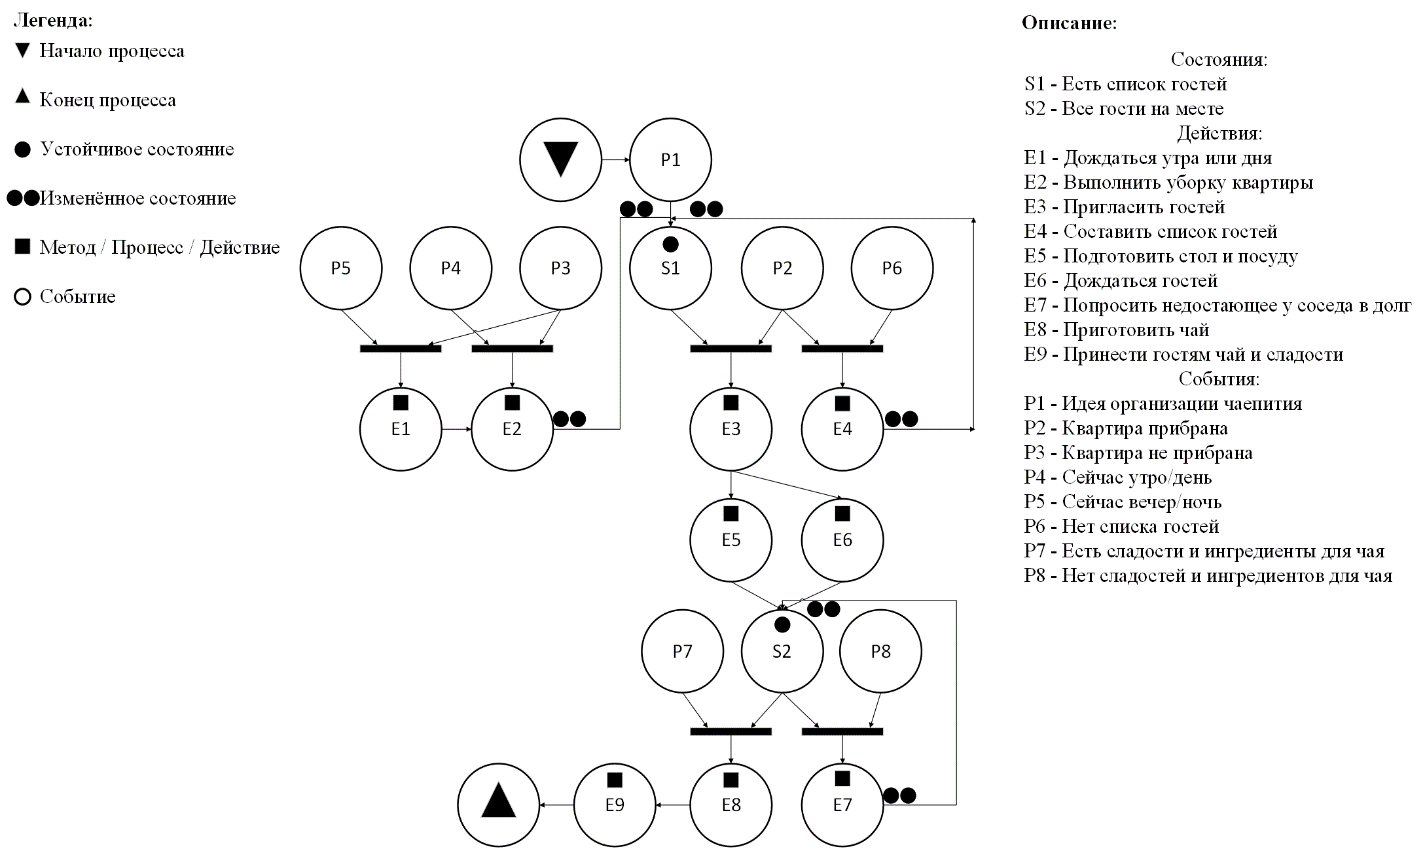 Легенда:
Начало процесса
Конец процесса
Устойчивое состояние
Изменённое состояние
Метод / Процесс / Действие
Событие
P1
P5
P4
P3
S1
P2
P6
E1
E2
E3
E4
E5
E6
P7
S2
P8
E9
E8
E7
Описание:
Состояния:
S1 - Есть список гостей
S2 - Все гости на месте
Действия:
E1 - Дождаться утра или дня
E2 - Выполнить уборку квартиры
E3 - Пригласить гостей
E4 - Составить список гостей
E5 - Подготовить стол и посуду
E6 - Дождаться гостей
E7 - Попросить недостающее у соседа в долг
E8 - Приготовить чай
E9 - Принести гостям чай и сладости
События:
P1 - Идея организации чаепития
P2 - Квартира прибрана
P3 - Квартира не прибрана
P4 - Сейчас утро/день
P5 - Сейчас вечер/ночь
P6 - Нет списка гостей
P7 - Есть сладости и ингредиенты для чая
P8 - Нет сладостей и ингредиентов для чая